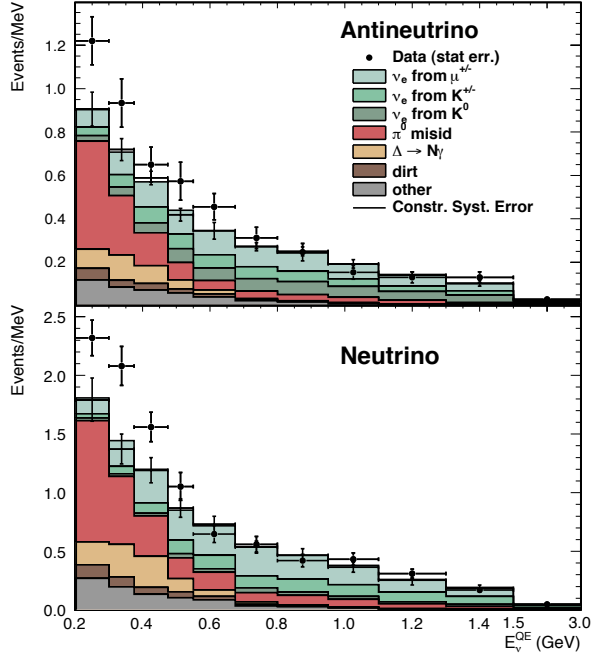 Events/MeV
Antineutrino
1.2
1.0
0.8
0.6
0.4
0.2
Data (stat err.)
νe from μ+/-
νe from K+/-
νe from K0
π0 misid
Δ → Nγ
dirt
other
Constr. Syst. Error
Events/MeV
Neutrino
2.5
2.0
1.5
1.0
0.5
0.0
0.2 0.4 0.6 0.8 1.0 1.2 1.4 1.5 3.0
EνQE (GeV)